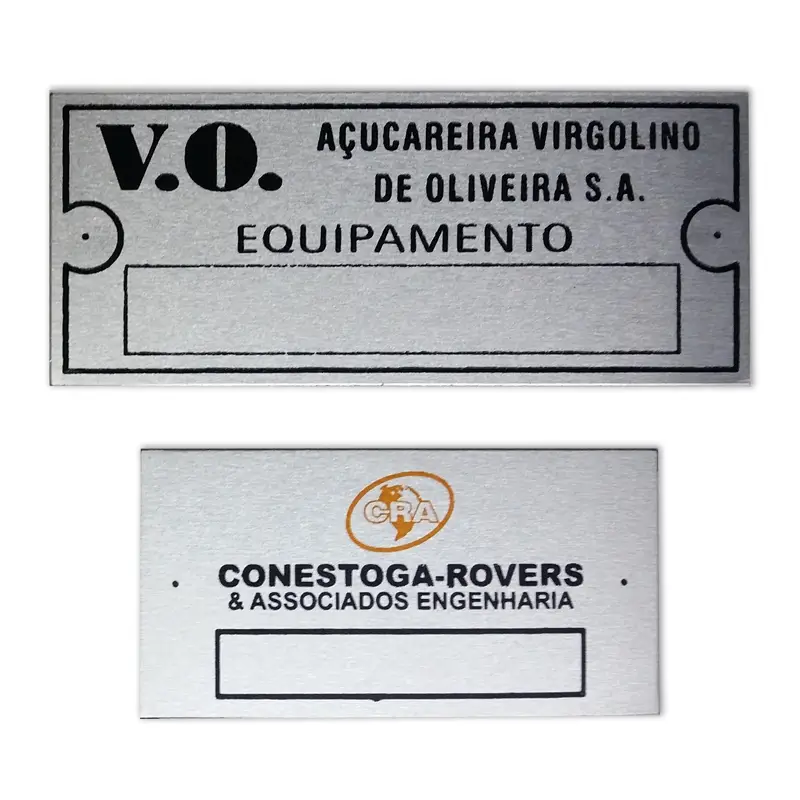 V.O.
AÇUCAREIRA VIRGOLINO
DE OLIVEIRA S.A.
EQUIPAMENTO
CRA
CONESTOGA-ROVERS
& ASSOCIADOS ENGENHARIA